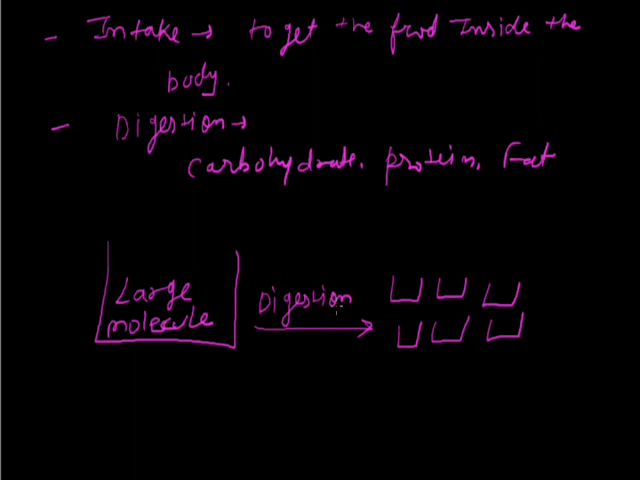 - Intake → to get the food Inside the
body.
- Digestion →
carbohydrate. protein. Fat
Large
molecule
Digestion